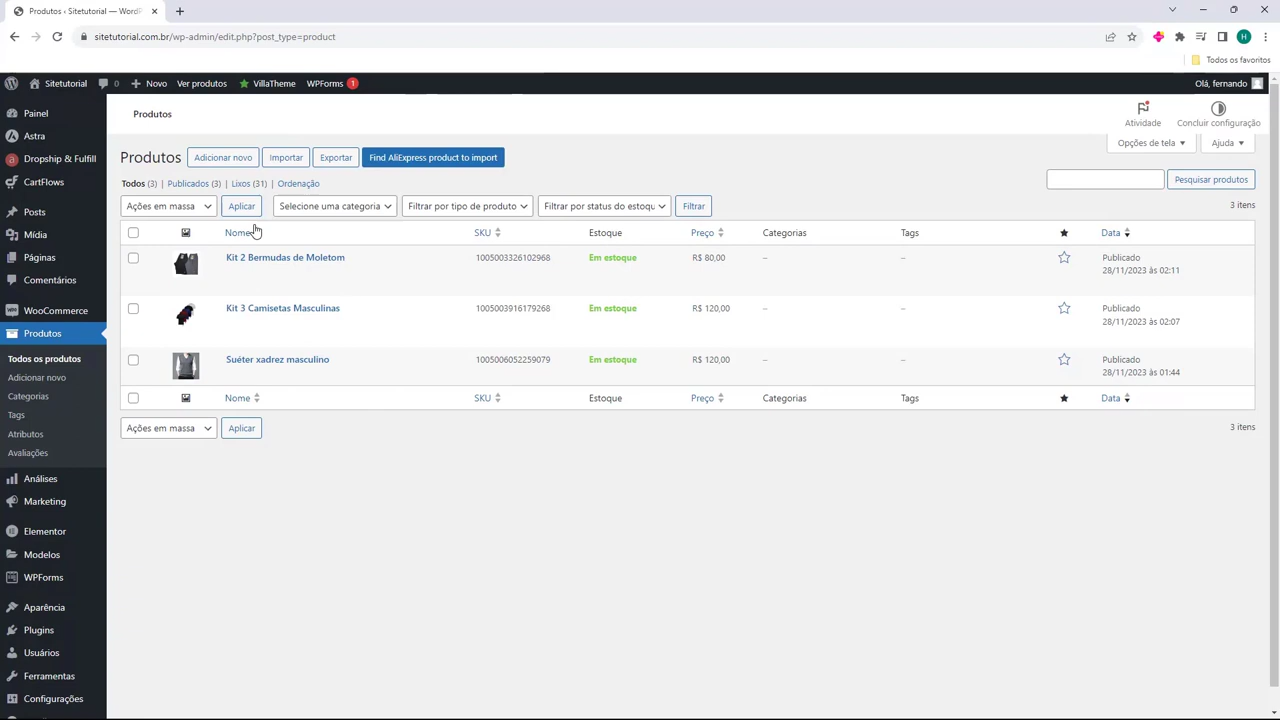 Produtos ‹ Sitetutorial — WordPr
sitetutorial.com.br/wp-admin/edit.php?post_type=product
H
Todos os favoritos
Sitetutorial 0 Novo Ver produtos VillaTheme WPForms 1 Olá, fernando
Painel
Astra
Dropship & Fulfill
CartFlows
Posts
Mídia
Páginas
Comentários
WooCommerce
Produtos
Todos os produtos
Adicionar novo
Categorias
Tags
Atributos
Avaliações
Análises
Marketing
Elementor
Modelos
WPForms
Aparência
Plugins
Usuários
Ferramentas
Configurações
Produtos
Atividade Concluir configuração
Opções de tela Ajuda
Produtos Adicionar novo Importar Exportar Find AliExpress product to import
Todos (3) | Publicados (3) | Lixos (31) | Ordenação
Pesquisar produtos
Ações em massa Aplicar Selecione uma categoria Filtrar por tipo de produto Filtrar por status do estoqu Filtrar 3 itens
Nome SKU Estoque Preço Categorias Tags Data
Kit 2 Bermudas de Moletom 1005003326102968 Em estoque R$ 80,00 – – Publicado
28/11/2023 às 02:11
Kit 3 Camisetas Masculinas 1005003916179268 Em estoque R$ 120,00 – – Publicado
28/11/2023 às 02:07
Suéter xadrez masculino 1005006052259079 Em estoque R$ 120,00 – – Publicado
28/11/2023 às 01:44
Nome SKU Estoque Preço Categorias Tags Data
Ações em massa Aplicar 3 itens